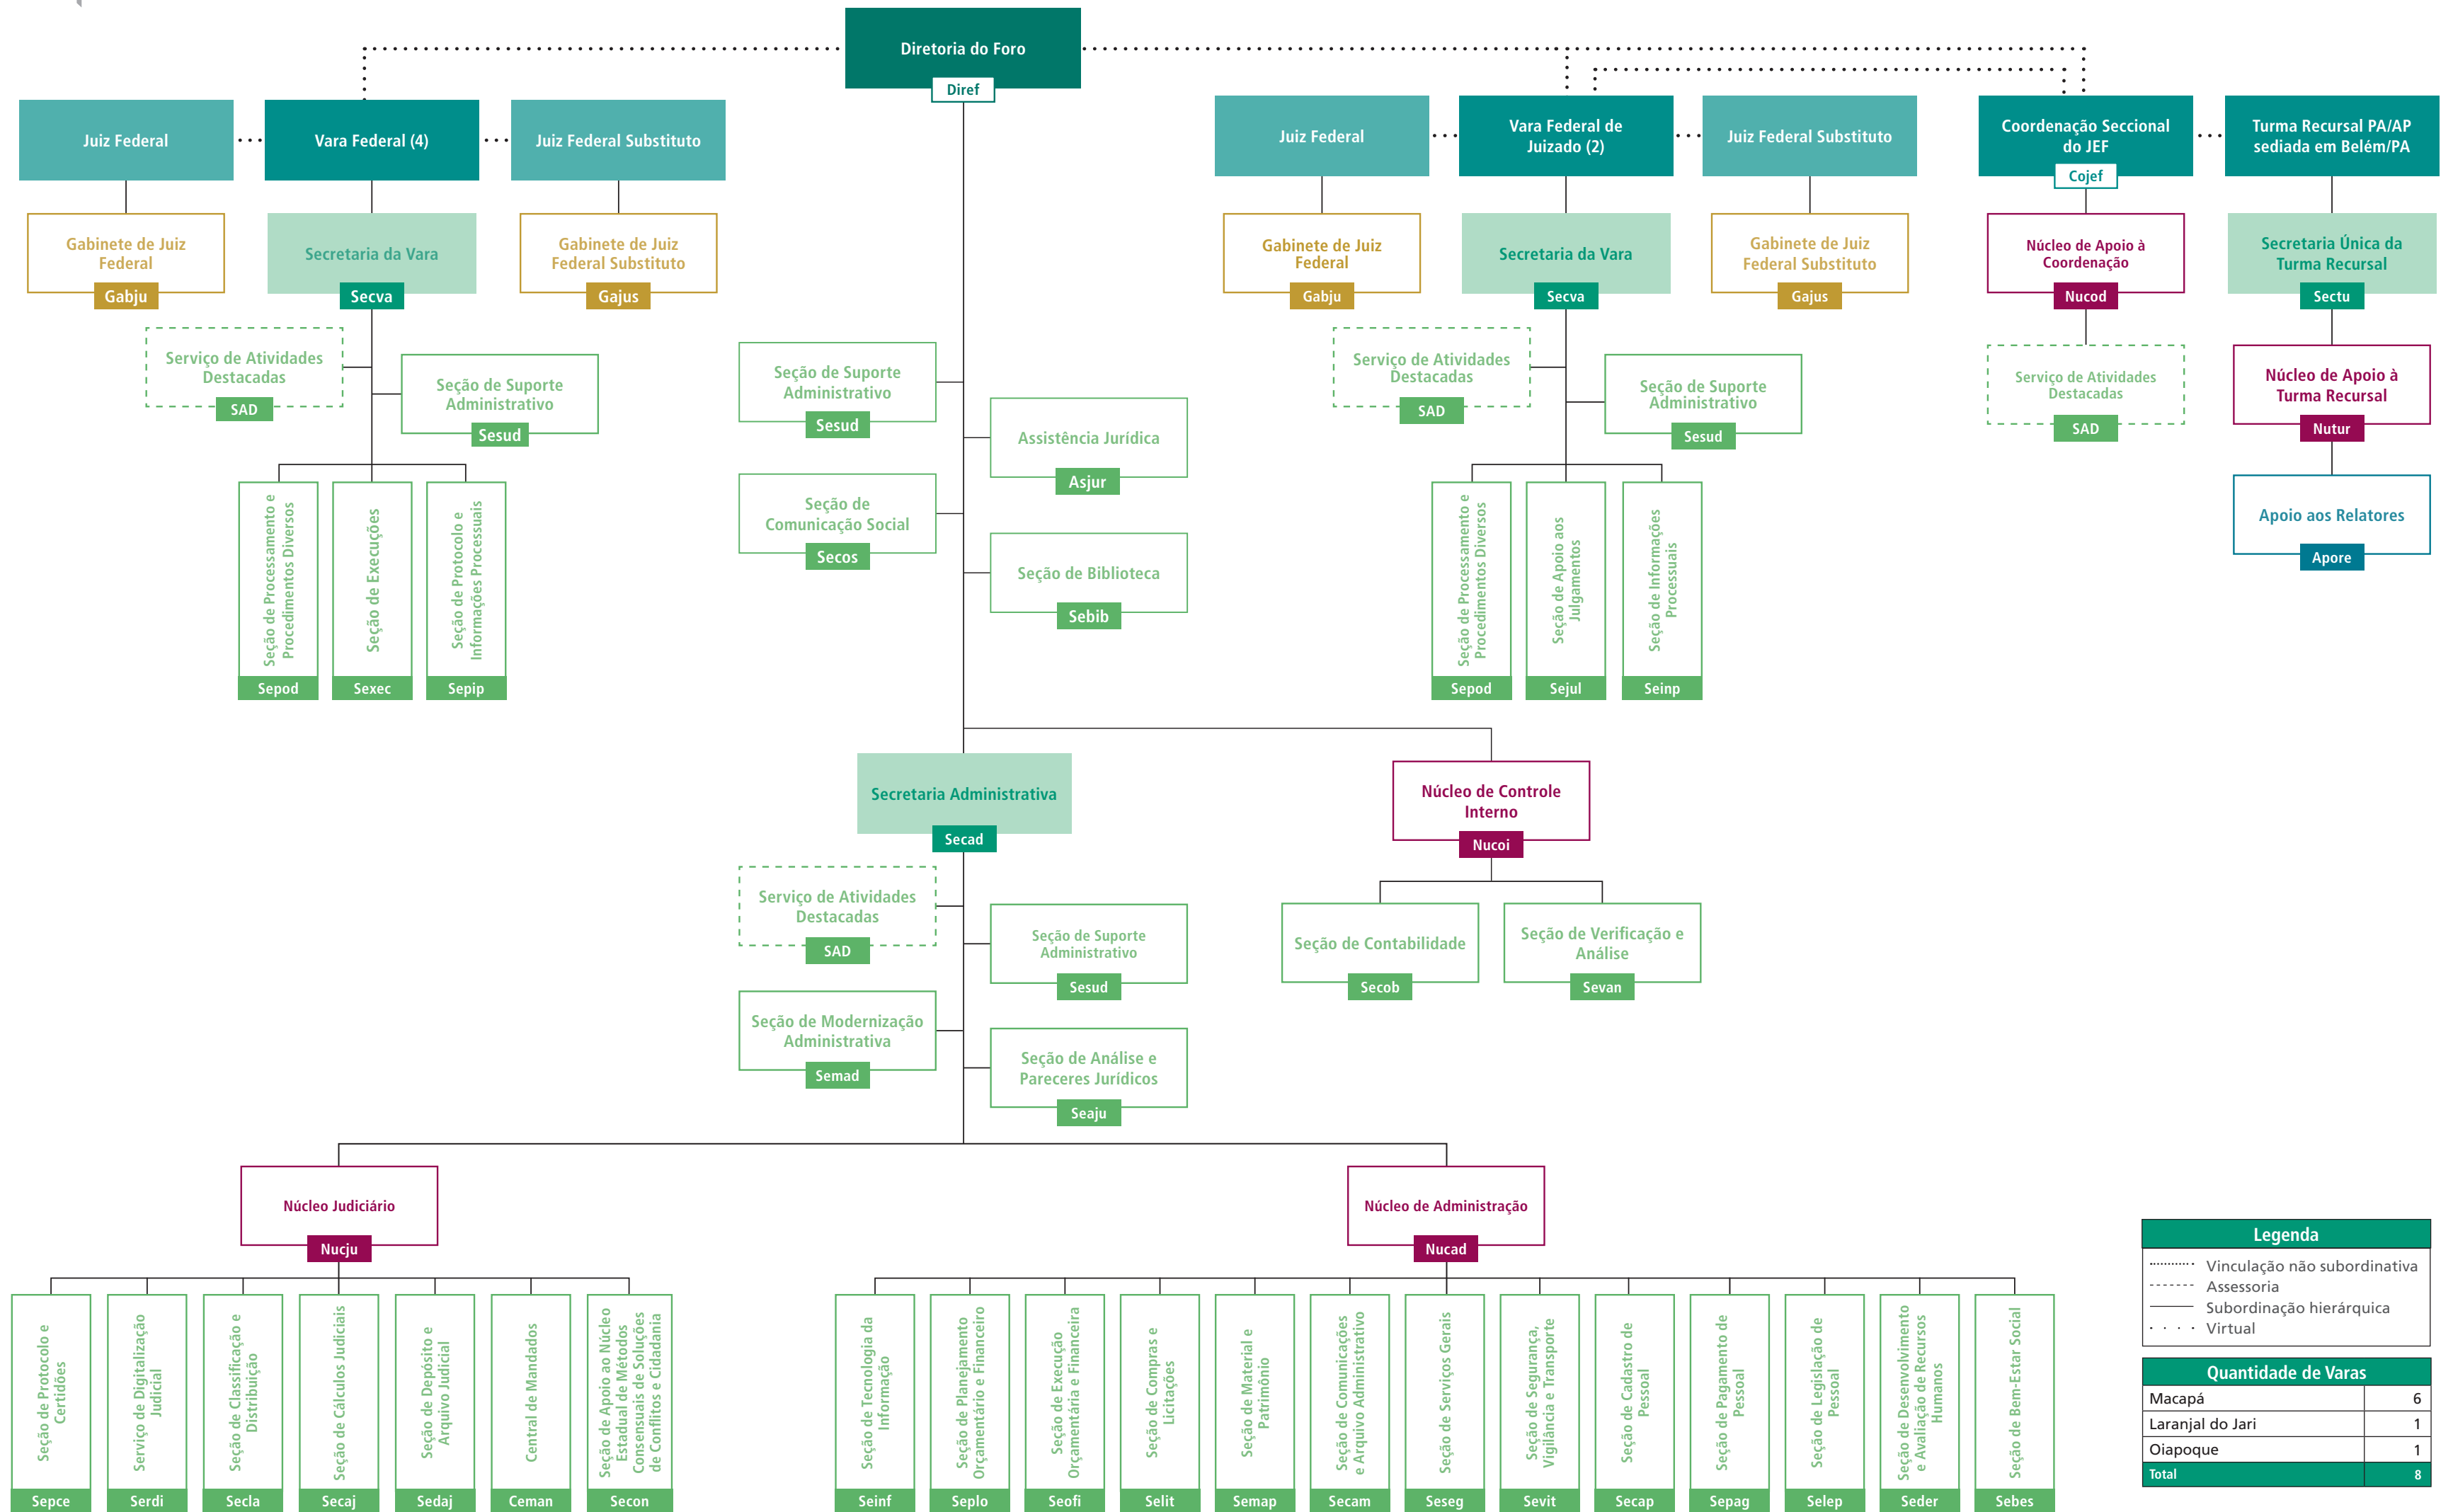 Diretoria do Foro
Diref
Juiz Federal
Vara Federal (4)
Juiz Federal Substituto
Gabinete de Juiz
Federal
Gabju
Secretaria da Vara
Secva
Gabinete de Juiz
Federal Substituto
Gajus
Serviço de Atividades
Destacadas
SAD
Seção de Suporte
Administrativo
Sesud
Seção de Processamento e
Procedimentos Diversos
Sepod
Seção de Execuções
Sexec
Seção de Protocolo e
Informações Processuais
Sepip
Seção de Suporte
Administrativo
Sesud
Assistência Jurídica
Asjur
Seção de
Comunicação Social
Secos
Seção de Biblioteca
Sebib
Juiz Federal
Vara Federal de
Juizado (2)
Juiz Federal Substituto
Gabinete de Juiz
Federal
Gabju
Secretaria da Vara
Secva
Gabinete de Juiz
Federal Substituto
Gajus
Serviço de Atividades
Destacadas
SAD
Seção de Suporte
Administrativo
Sesud
Seção de Processamento e
Procedimentos Diversos
Sepod
Seção de Apoio aos
Julgamentos
Sejul
Seção de Informações
Processuais
Seinp
Coordenação Seccional
do JEF
Cojef
Núcleo de Apoio à
Coordenação
Nucod
Serviço de Atividades
Destacadas
SAD
Turma Recursal PA/AP
sediada em Belém/PA
Secretaria Única da
Turma Recursal
Sectu
Núcleo de Apoio à
Turma Recursal
Nutur
Apoio aos Relatores
Apore
Secretaria Administrativa
Secad
Núcleo de Controle
Interno
Nucoi
Serviço de Atividades
Destacadas
SAD
Seção de Suporte
Administrativo
Sesud
Seção de Modernização
Administrativa
Semad
Seção de Análise e
Pareceres Jurídicos
Seaju
Seção de Contabilidade
Secob
Seção de Verificação e
Análise
Sevan
Núcleo Judiciário
Nucju
Núcleo de Administração
Nucad
Seção de Protocolo e
Certidões
Sepce
Serviço de Digitalização
Judicial
Serdi
Seção de Classificação e
Distribuição
Secla
Seção de Cálculos Judiciais
Secaj
Seção de Depósito e
Arquivo Judicial
Sedaj
Central de Mandados
Ceman
Seção de Apoio ao Núcleo
Estadual de Métodos
Consensuais de Soluções
de Conflitos e Cidadania
Secon
Seção de Tecnologia da
Informação
Seinf
Seção de Planejamento
Orçamentário e Financeiro
Seplo
Seção de Execução
Orçamentária e Financeira
Seofi
Seção de Compras e
Licitações
Selit
Seção de Material e
Patrimônio
Semap
Seção de Comunicações
e Arquivo Administrativo
Secam
Seção de Serviços Gerais
Seseg
Seção de Segurança,
Vigilância e Transporte
Sevit
Seção de Cadastro de
Pessoal
Secap
Seção de Pagamento de
Pessoal
Sepag
Seção de Legislação de
Pessoal
Selep
Seção de Desenvolvimento
e Avaliação de Recursos
Humanos
Seder
Seção de Bem-Estar Social
Sebes
Legenda
Vinculação não subordinativa
Assessoria
Subordinação hierárquica
Virtual
Quantidade de Varas
Macapá 6
Laranjal do Jari 1
Oiapoque 1
Total 8